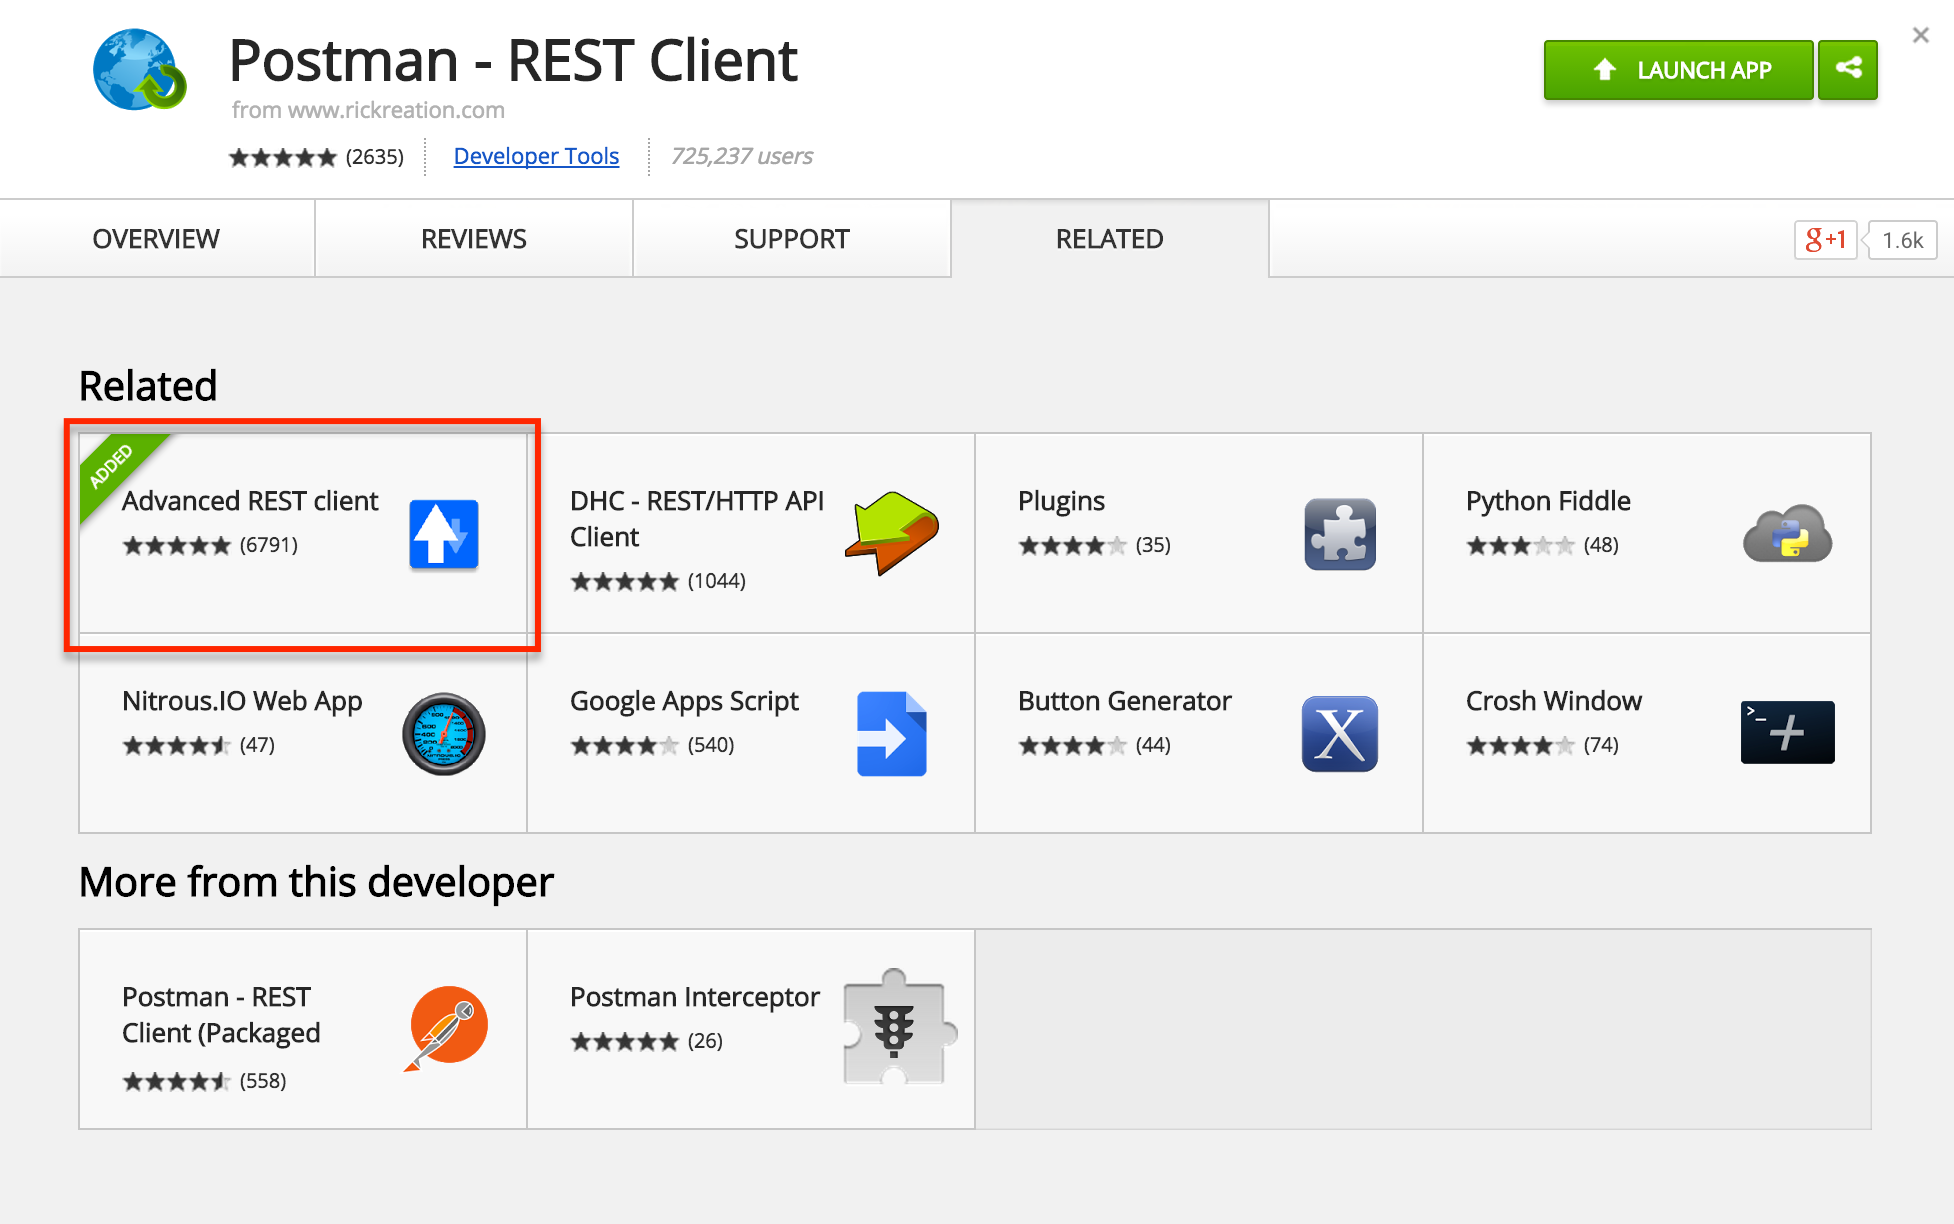 Postman - REST Client
LAUNCH APP
from www.rickreation.com
(2635)
Developer Tools
725,237 users
OVERVIEW
REVIEWS
SUPPORT
RELATED
g+1
1.6k
Related
ADDED
Advanced REST client
(6791)
DHC - REST/HTTP API
Client
(1044)
Plugins
(35)
Python Fiddle
(48)
Nitrous.IO Web App
(47)
Google Apps Script
(540)
Button Generator
(44)
X
Crosh Window
(74)
>_
More from this developer
Postman - REST
Client (Packaged
(558)
Postman Interceptor
(26)